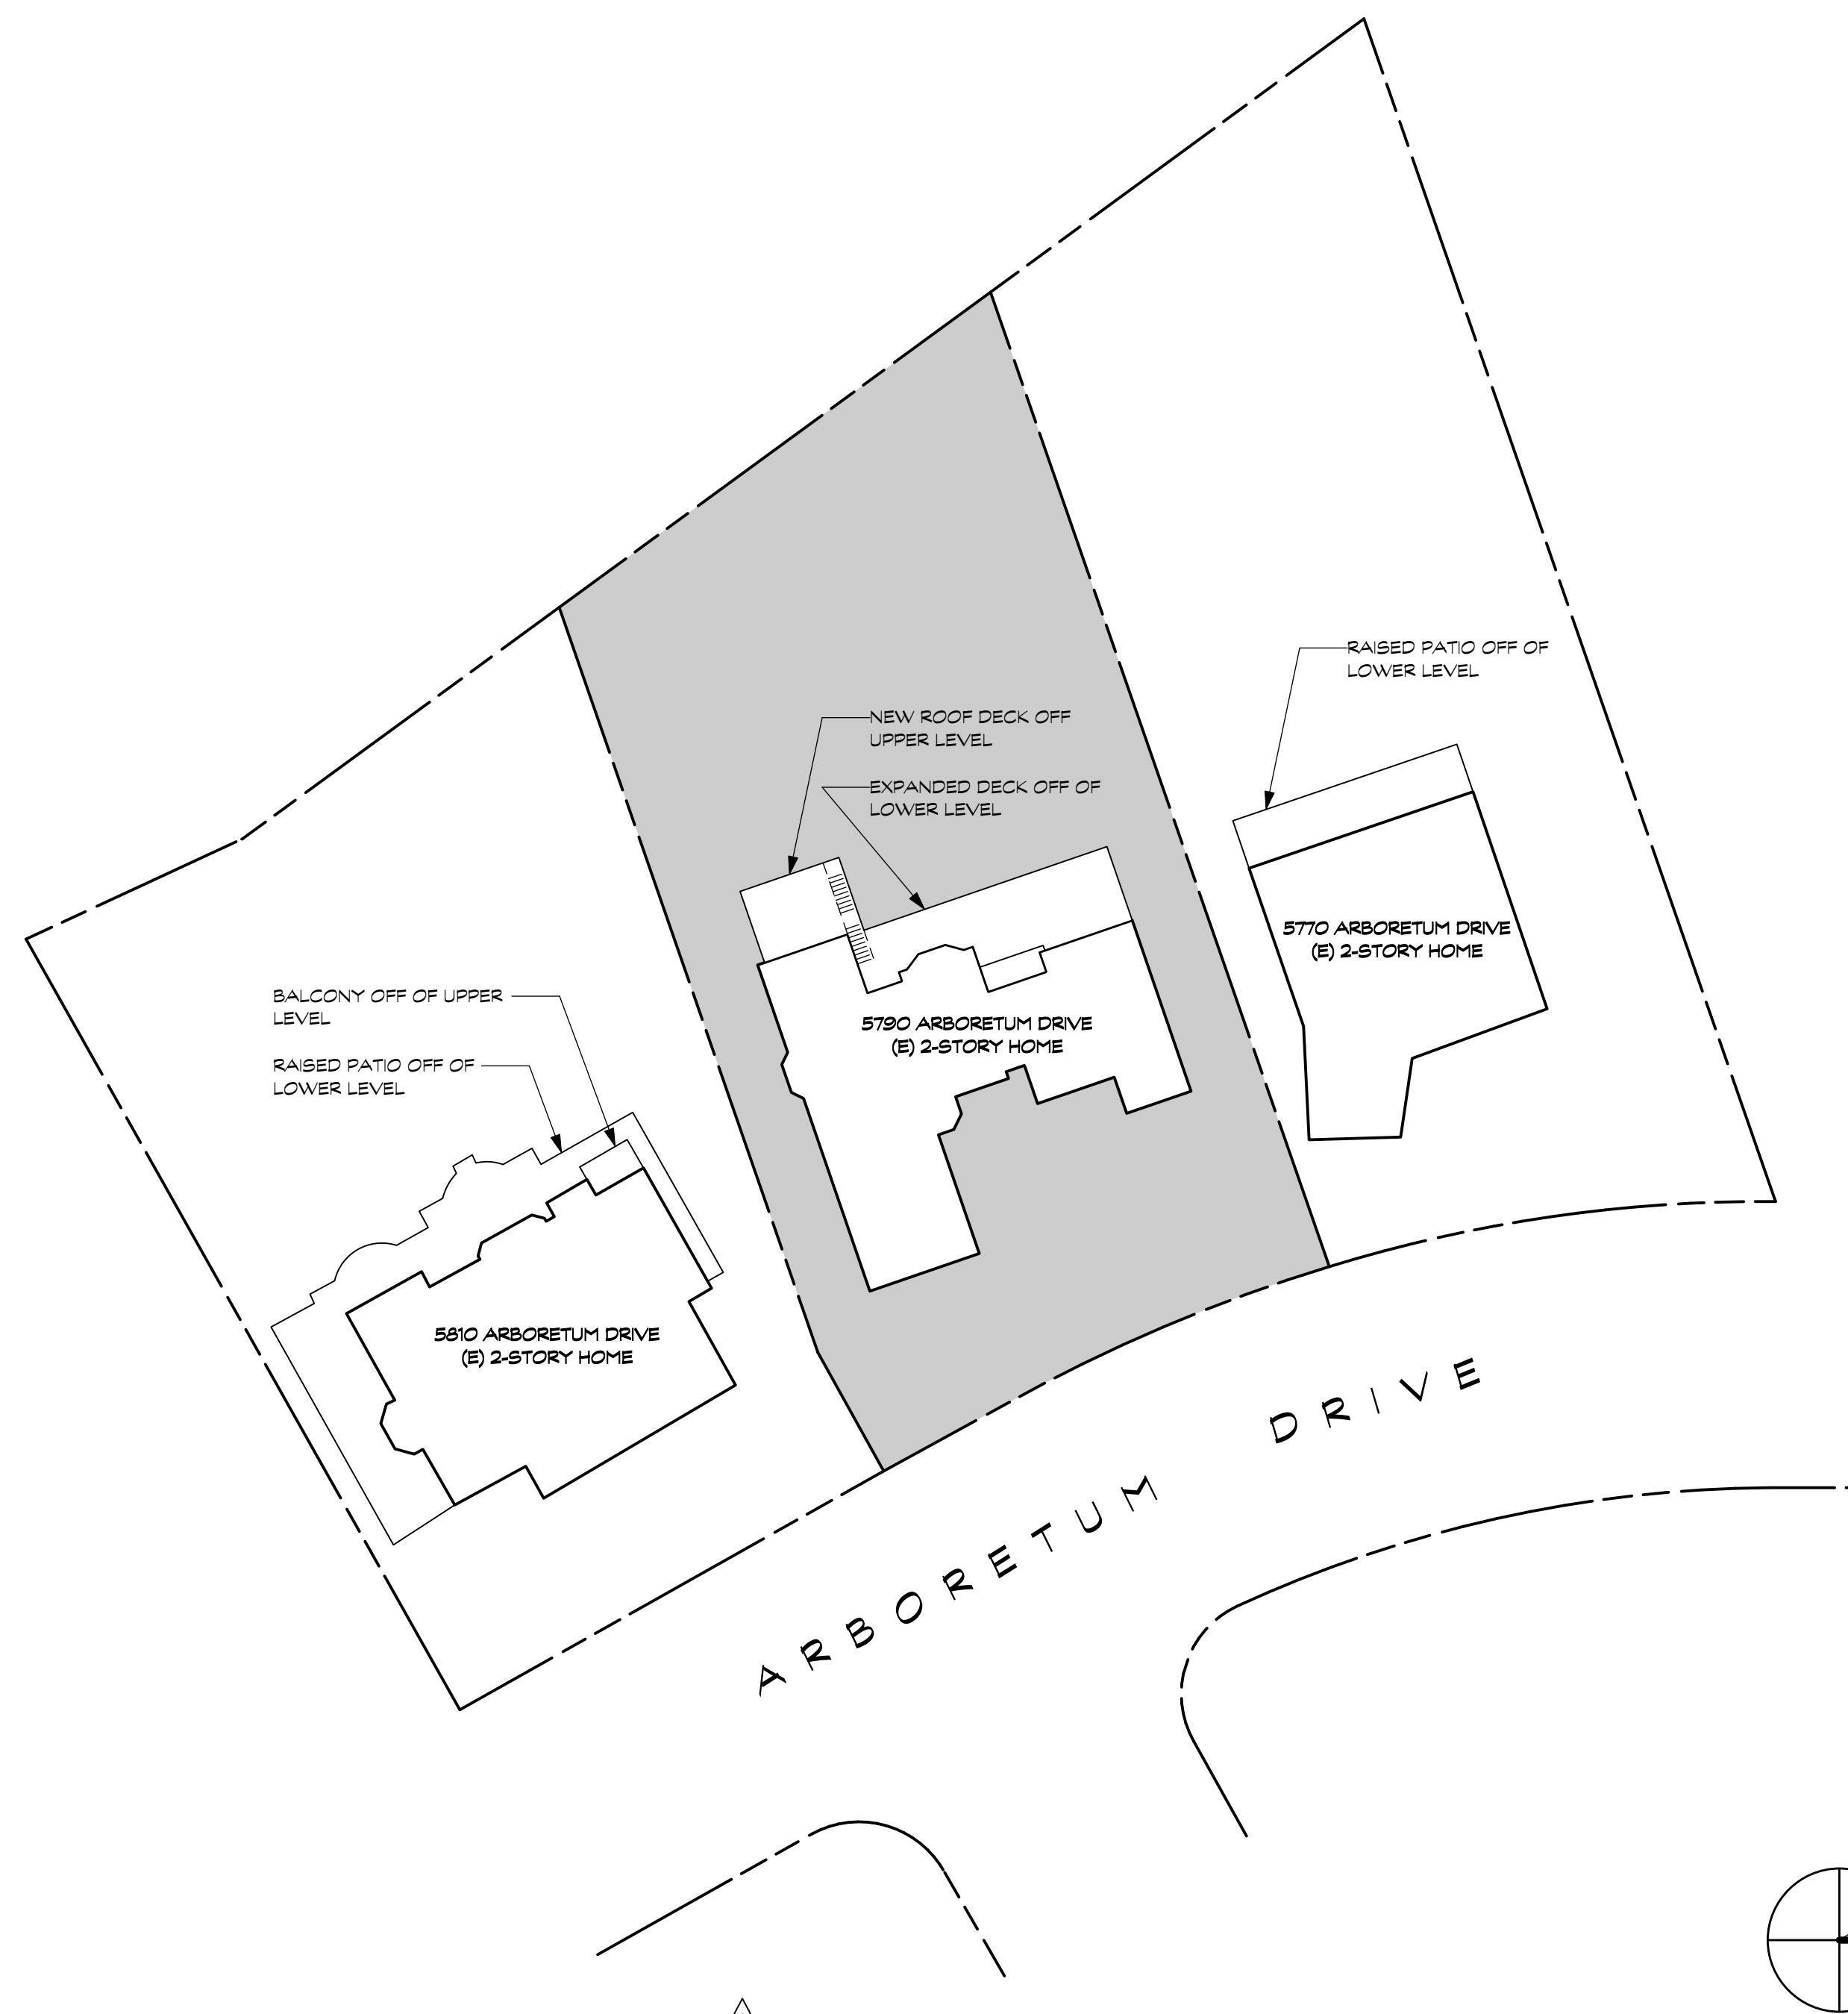 RAISED PATIO OFF OF
LOWER LEVEL
NEW ROOF DECK OFF
UPPER LEVEL
EXPANDED DECK OFF OF
LOWER LEVEL
5770 ARBORETUM DRIVE
(E) 2-STORY HOME
BALCONY OFF OF UPPER
LEVEL
5790 ARBORETUM DRIVE
(E) 2-STORY HOME
RAISED PATIO OFF OF
LOWER LEVEL
5810 ARBORETUM DRIVE
(E) 2-STORY HOME
ARBORETUM DRIVE